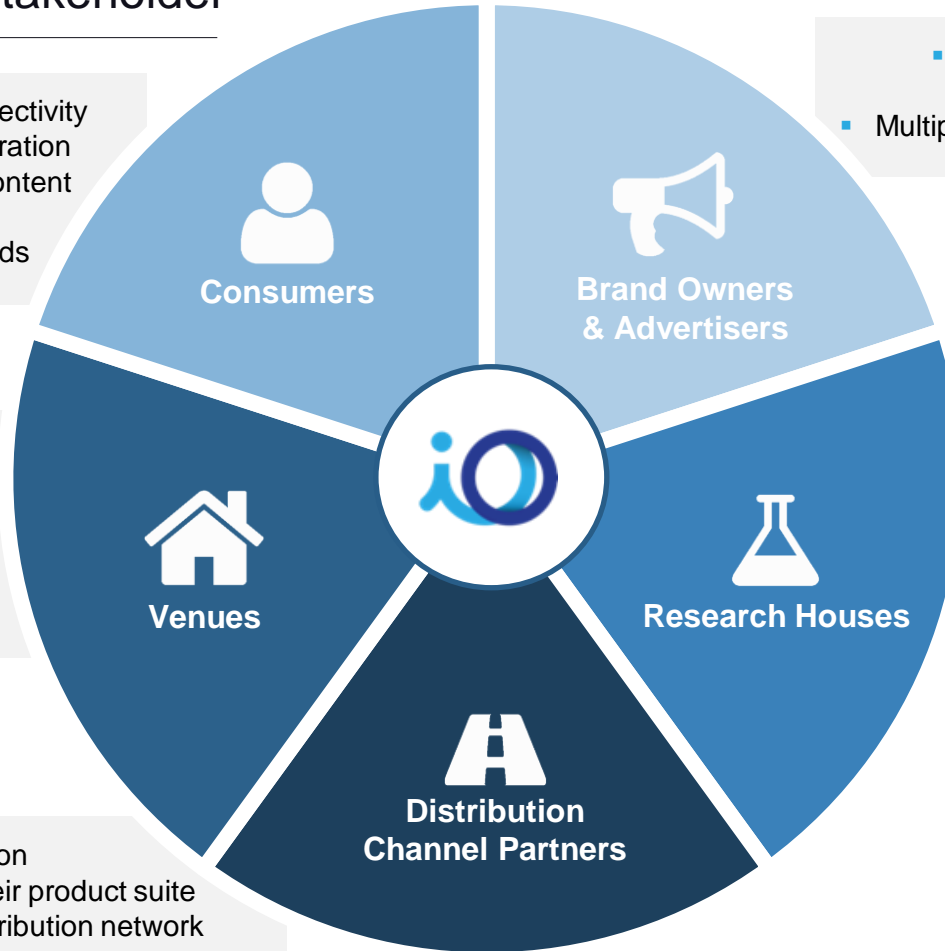 ectivity
ration
ontent
ds
Multip
Consumers
Brand Owners
& Advertisers
iO
Venues
Research Houses
Distribution
Channel Partners
on
eir product suite
ribution network